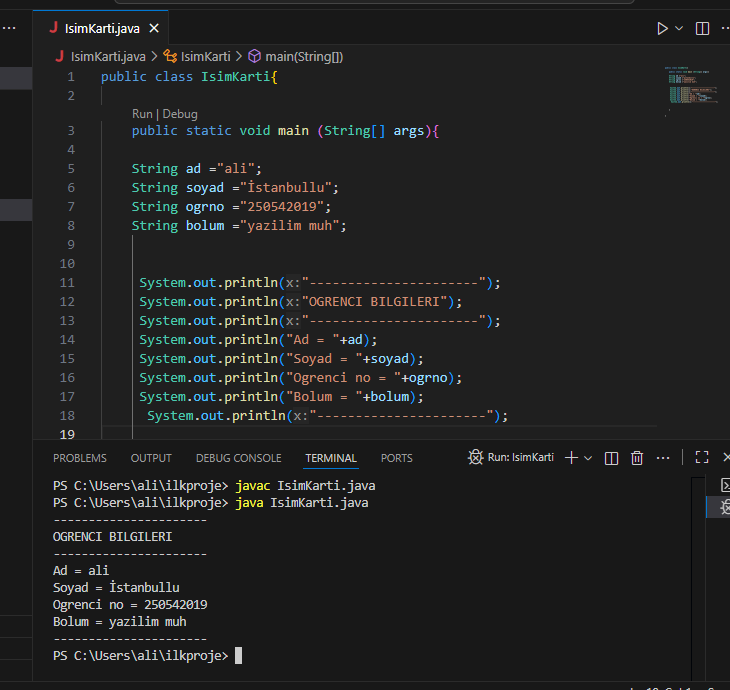 IsimKarti.java
IsimKarti.java > IsimKarti > main(String[])
1 public class IsimKarti{
2
Run | Debug
3 public static void main (String[] args){
4
5 String ad ="ali";
6 String soyad ="İstanbullu";
7 String ogrno ="250542019";
8 String bolum ="yazilim muh";
9
10
11 System.out.println(x:"----------------------");
12 System.out.println(x:"OGRENCI BILGILERI");
13 System.out.println(x:"----------------------");
14 System.out.println("Ad = "+ad);
15 System.out.println("Soyad = "+soyad);
16 System.out.println("Ogrenci no = "+ogrno);
17 System.out.println("Bolum = "+bolum);
18 System.out.println(x:"----------------------");
19
PROBLEMS OUTPUT DEBUG CONSOLE TERMINAL PORTS Run: IsimKarti
PS C:\Users\ali\ilkproje> javac IsimKarti.java
PS C:\Users\ali\ilkproje> java IsimKarti.java
----------------------
OGRENCI BILGILERI
----------------------
Ad = ali
Soyad = İstanbullu
Ogrenci no = 250542019
Bolum = yazilim muh
----------------------
PS C:\Users\ali\ilkproje>